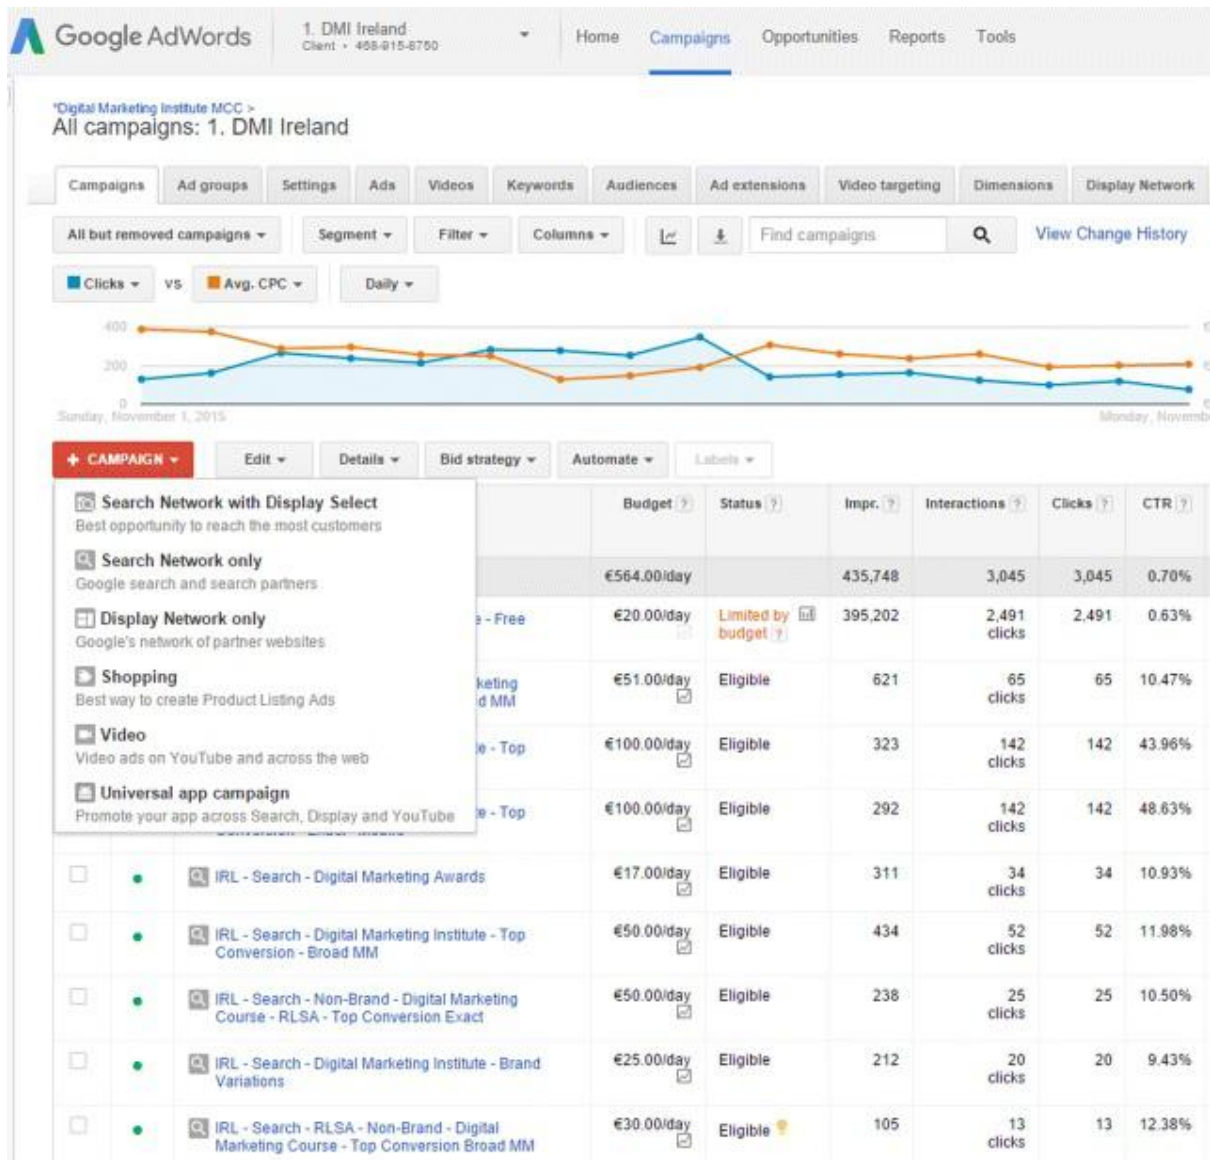 Google AdWords
1. DMI Ireland
Client • 468-915-8750
Home Campaigns Opportunities Reports Tools
*Digital Marketing Institute MCC >
All campaigns: 1. DMI Ireland
Campaigns Ad groups Settings Ads Videos Keywords Audiences Ad extensions Video targeting Dimensions Display Network
All but removed campaigns Segment Filter Columns Find campaigns View Change History
Clicks vs Avg. CPC Daily
400
200
0
Sunday, November 1, 2015 Monday,
+ CAMPAIGN Edit Details Bid strategy Automate Labels
Budget ? Status ? Impr. ? Interactions ? Clicks ? CTR ?
Search Network with Display Select
Best opportunity to reach the most customers
Search Network only
Google search and search partners
Display Network only
Google's network of partner websites
Shopping
Best way to create Product Listing Ads
Video
Video ads on YouTube and across the web
Universal app campaign
Promote your app across Search, Display and YouTube
€564.00/day 435,748 3,045 3,045 0.70%
- Free €20.00/day Limited by 395,202 2,491 2,491 0.63%
budget ? clicks
keting €51.00/day Eligible 621 65 65 10.47%
d MM clicks
e - Top €100.00/day Eligible 323 142 142 43.96%
clicks
e - Top €100.00/day Eligible 292 142 142 48.63%
clicks
IRL - Search - Digital Marketing Awards €17.00/day Eligible 311 34 34 10.93%
clicks
IRL - Search - Digital Marketing Institute - Top €50.00/day Eligible 434 52 52 11.98%
Conversion - Broad MM clicks
IRL - Search - Non-Brand - Digital Marketing €50.00/day Eligible 238 25 25 10.50%
Course - RLSA - Top Conversion Exact clicks
IRL - Search - Digital Marketing Institute - Brand €25.00/day Eligible 212 20 20 9.43%
Variations clicks
IRL - Search - RLSA - Non-Brand - Digital €30.00/day Eligible 105 13 13 12.38%
Marketing Course - Top Conversion Broad MM clicks